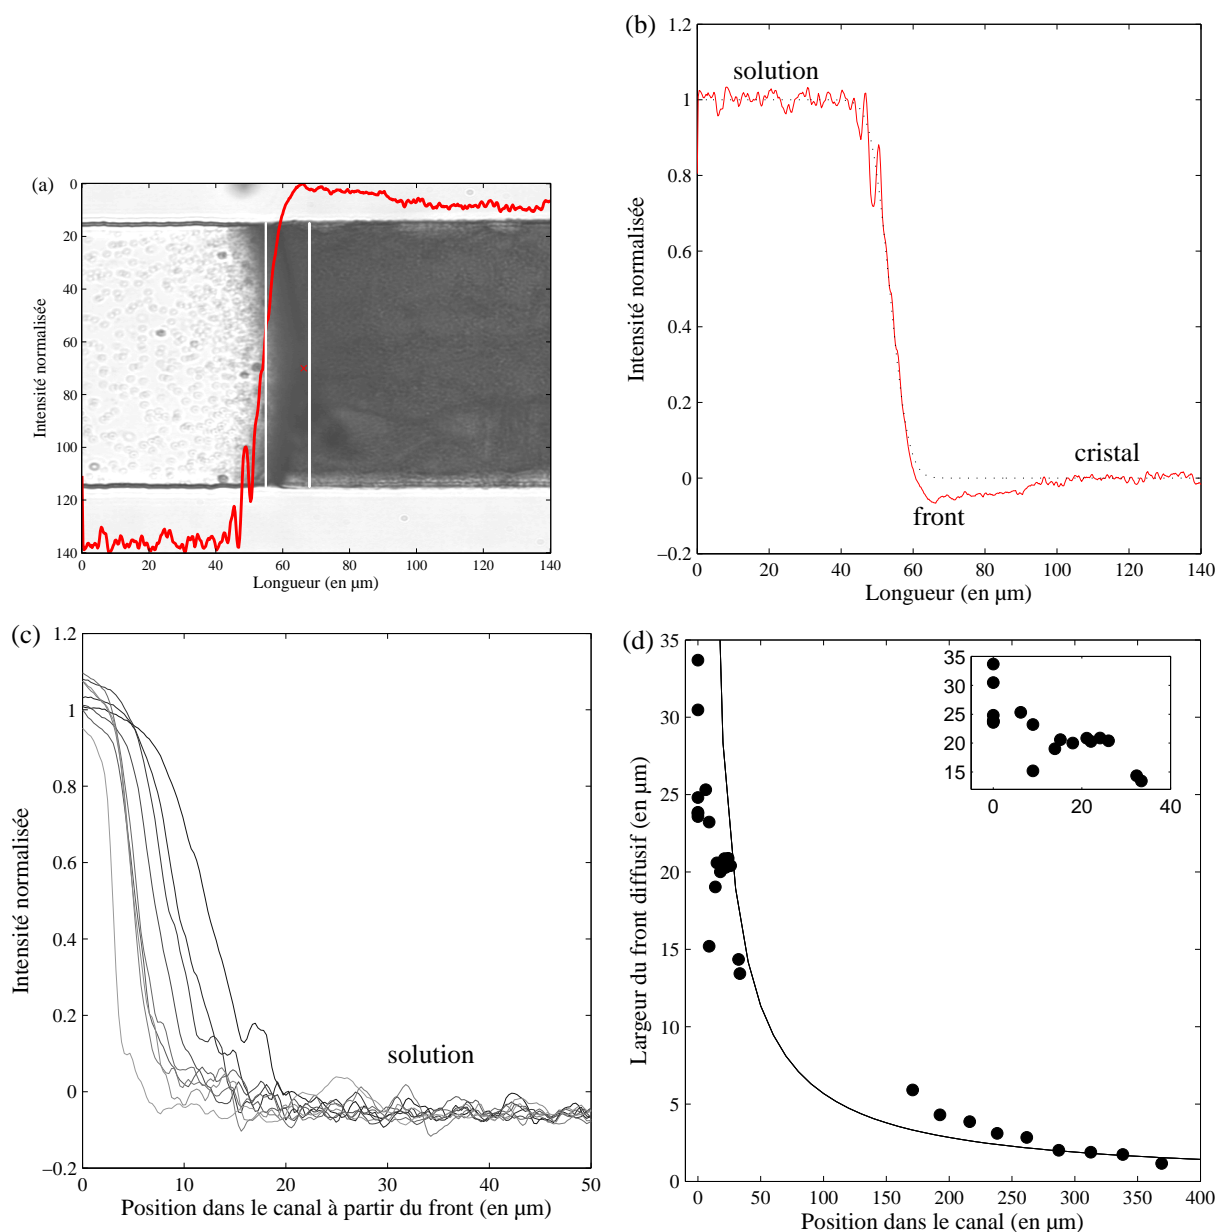 (a)
Intensité normalisée
0
20
40
60
80
100
120
140
0 20 40 60 80 100 120 140
Longueur (en µm)
(b)
Intensité normalisée
1.2
1
0.8
0.6
0.4
0.2
0
−0.2
solution
cristal
front
0 20 40 60 80 100 120 140
Longueur (en µm)
(c)
Intensité normalisée
1.2
1
0.8
0.6
0.4
0.2
0
−0.2
solution
0 10 20 30 40 50
Position dans le canal à partir du front (en µm)
(d)
Largeur du front diffusif (en µm)
35
30
25
20
15
10
5
0
35
30
25
20
15
0 20 40
0 50 100 150 200 250 300 350 400
Position dans le canal (en µm)